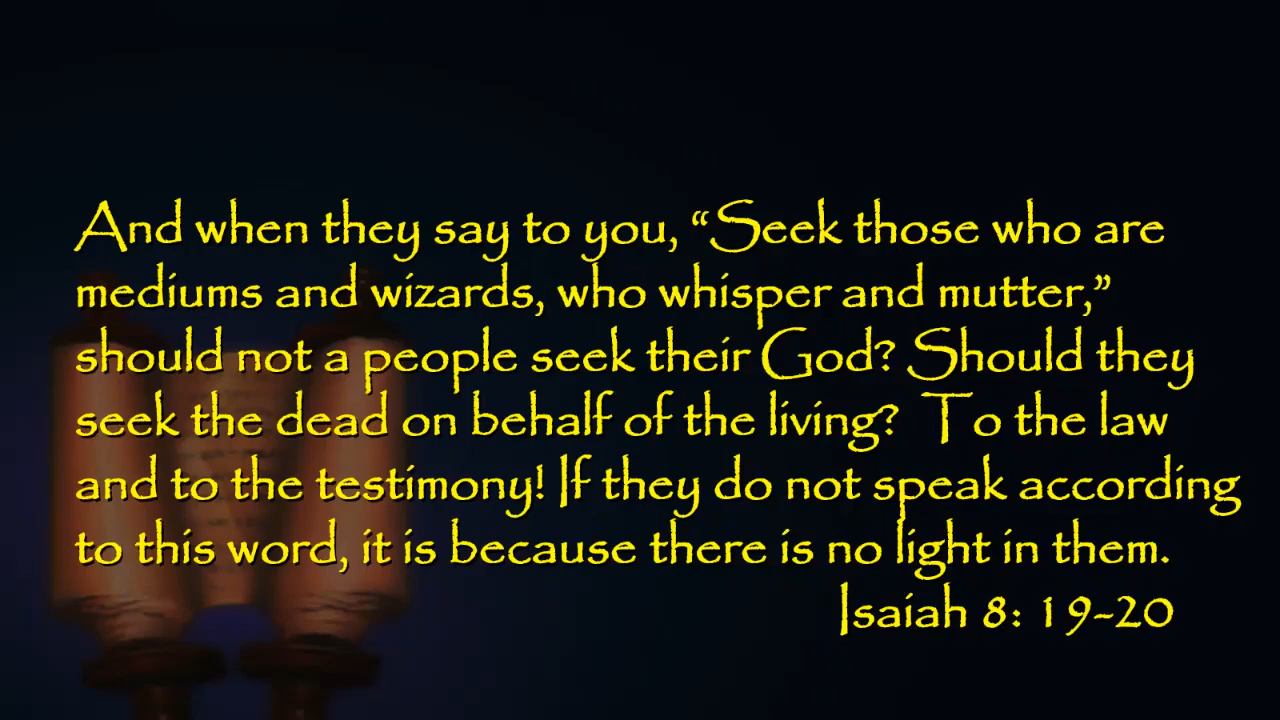 And when they say to you, “Seek those who are
mediums and wizards, who whisper and mutter,”
should not a people seek their God? Should they
seek the dead on behalf of the living? To the law
and to the testimony! If they do not speak according
to this word, it is because there is no light in them.
Isaiah 8: 19-20